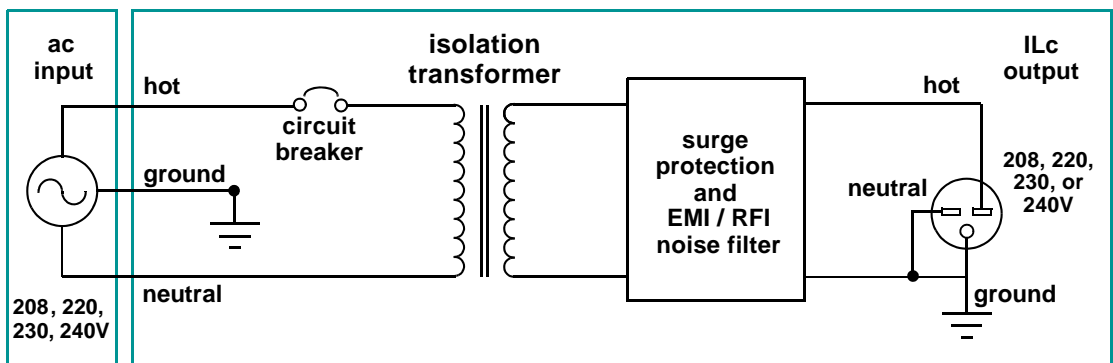 ac
input
208, 220,
230, 240V
hot
ground
neutral
circuit
breaker
isolation
transformer
surge
protection
and
EMI / RFI
noise filter
ILc
output
hot
neutral
208, 220,
230, or
240V
ground